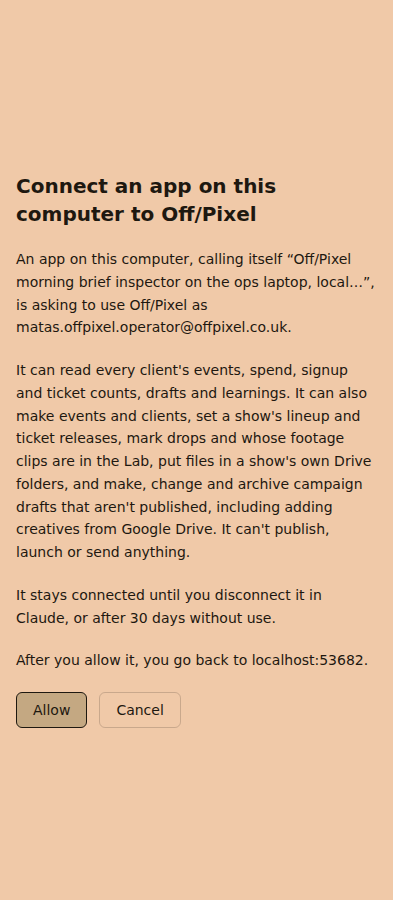 Connect an app on this
computer to Off/Pixel
An app on this computer, calling itself “Off/Pixel
morning brief inspector on the ops laptop, local…”,
is asking to use Off/Pixel as
matas.offpixel.operator@offpixel.co.uk.
It can read every client's events, spend, signup
and ticket counts, drafts and learnings. It can also
make events and clients, set a show's lineup and
ticket releases, mark drops and whose footage
clips are in the Lab, put files in a show's own Drive
folders, and make, change and archive campaign
drafts that aren't published, including adding
creatives from Google Drive. It can't publish,
launch or send anything.
It stays connected until you disconnect it in
Claude, or after 30 days without use.
After you allow it, you go back to localhost:53682.
Allow
Cancel